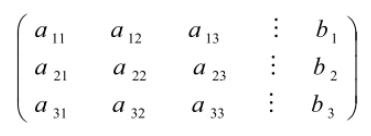 a₁₁ a₁₂ a₁₃ ⋮ b₁
a₂₁ a₂₂ a₂₃ ⋮ b₂
a₃₁ a₃₂ a₃₃ ⋮ b₃